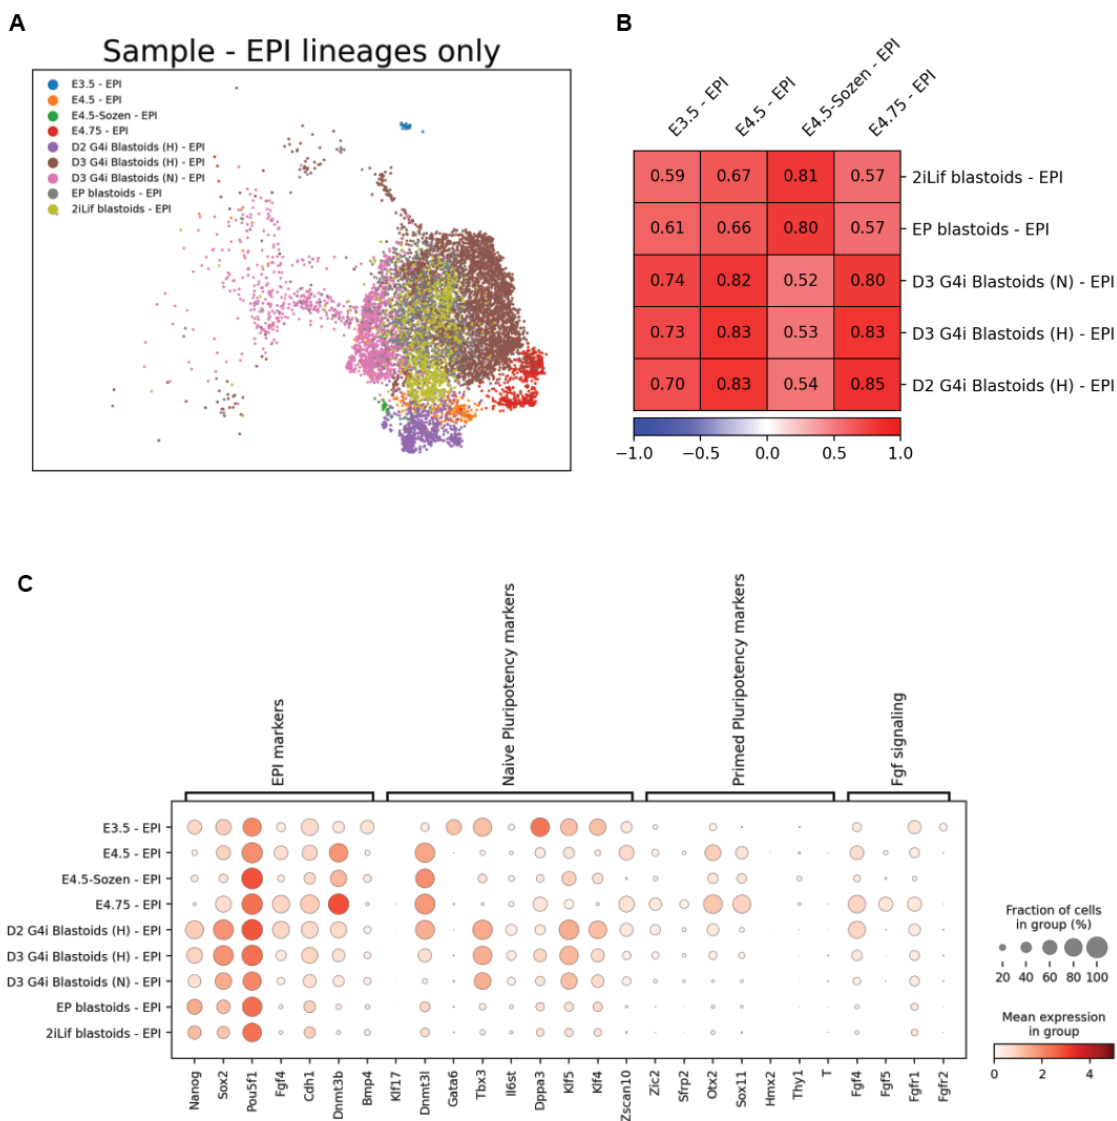 A
Sample - EPI lineages only
E3.5 - EPI
E4.5 - EPI
E4.5-Sozen - EPI
E4.75 - EPI
D2 G4i Blastoids (H) - EPI
D3 G4i Blastoids (H) - EPI
D3 G4i Blastoids (N) - EPI
EP blastoids - EPI
2iLif blastoids - EPI
B
E3.5 - EPI
E4.5 - EPI
E4.5-Sozen - EPI
E4.75 - EPI
0.59 0.67 0.81 0.57 2iLif blastoids - EPI
0.61 0.66 0.80 0.57 EP blastoids - EPI
0.74 0.82 0.52 0.80 D3 G4i Blastoids (N) - EPI
0.73 0.83 0.53 0.83 D3 G4i Blastoids (H) - EPI
0.70 0.83 0.54 0.85 D2 G4i Blastoids (H) - EPI
−1.0 −0.5 0.0 0.5 1.0
C
EPI markers
Naive Pluripotency markers
Primed Pluripotency markers
Fgf signaling
E3.5 - EPI
E4.5 - EPI
E4.5-Sozen - EPI
E4.75 - EPI
D2 G4i Blastoids (H) - EPI
D3 G4i Blastoids (H) - EPI
D3 G4i Blastoids (N) - EPI
EP blastoids - EPI
2iLif blastoids - EPI
Nanog
Sox2
Pou5f1
Fgf4
Cdh1
Dnmt3b
Bmp4
Klf17
Dnmt3l
Gata6
Tbx3
Il6st
Dppa3
Klf5
Klf4
Zscan10
Zic2
Sfrp2
Otx2
Sox11
Hmx2
Thy1
T
Fgf4
Fgf5
Fgfr1
Fgfr2
Fraction of cells
in group (%)
20 40 60 80 100
Mean expression
in group
0 2 4